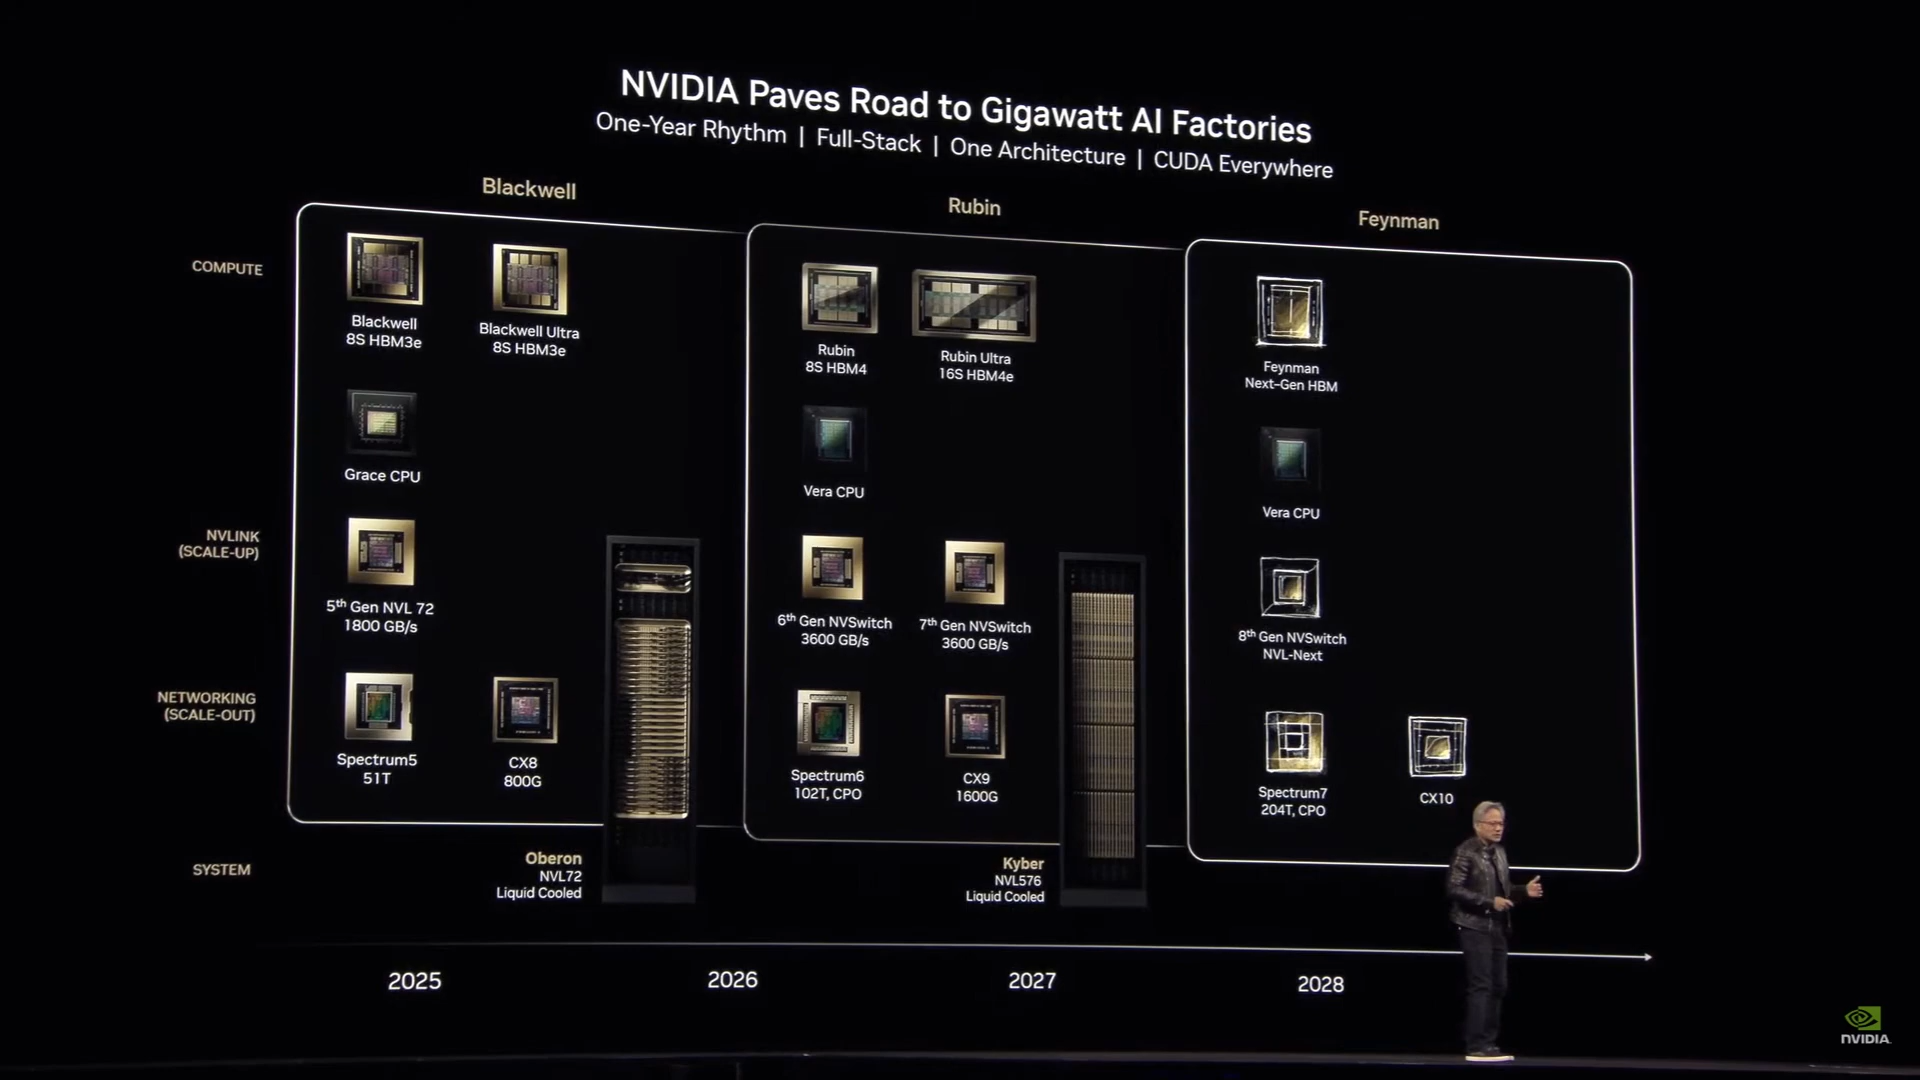 NVIDIA Paves Road to Gigawatt AI Factories
One-Year Rhythm | Full-Stack | One Architecture | CUDA Everywhere
Blackwell
Rubin
Feynman
COMPUTE
Blackwell
8S HBM3e
Blackwell Ultra
8S HBM3e
Rubin
8S HBM4
Rubin Ultra
16S HBM4e
Feynman
Next-Gen HBM
Grace CPU
Vera CPU
Vera CPU
NVLINK
(SCALE-UP)
5th Gen NVL 72
1800 GB/s
6th Gen NVSwitch
3600 GB/s
7th Gen NVSwitch
3600 GB/s
8th Gen NVSwitch
NVL-Next
NETWORKING
(SCALE-OUT)
Spectrum5
51T
CX8
800G
Spectrum6
102T, CPO
CX9
1600G
Spectrum7
204T, CPO
CX10
SYSTEM
Oberon
NVL72
Liquid Cooled
Kyber
NVL576
Liquid Cooled
2025
2026
2027
2028
NVIDIA